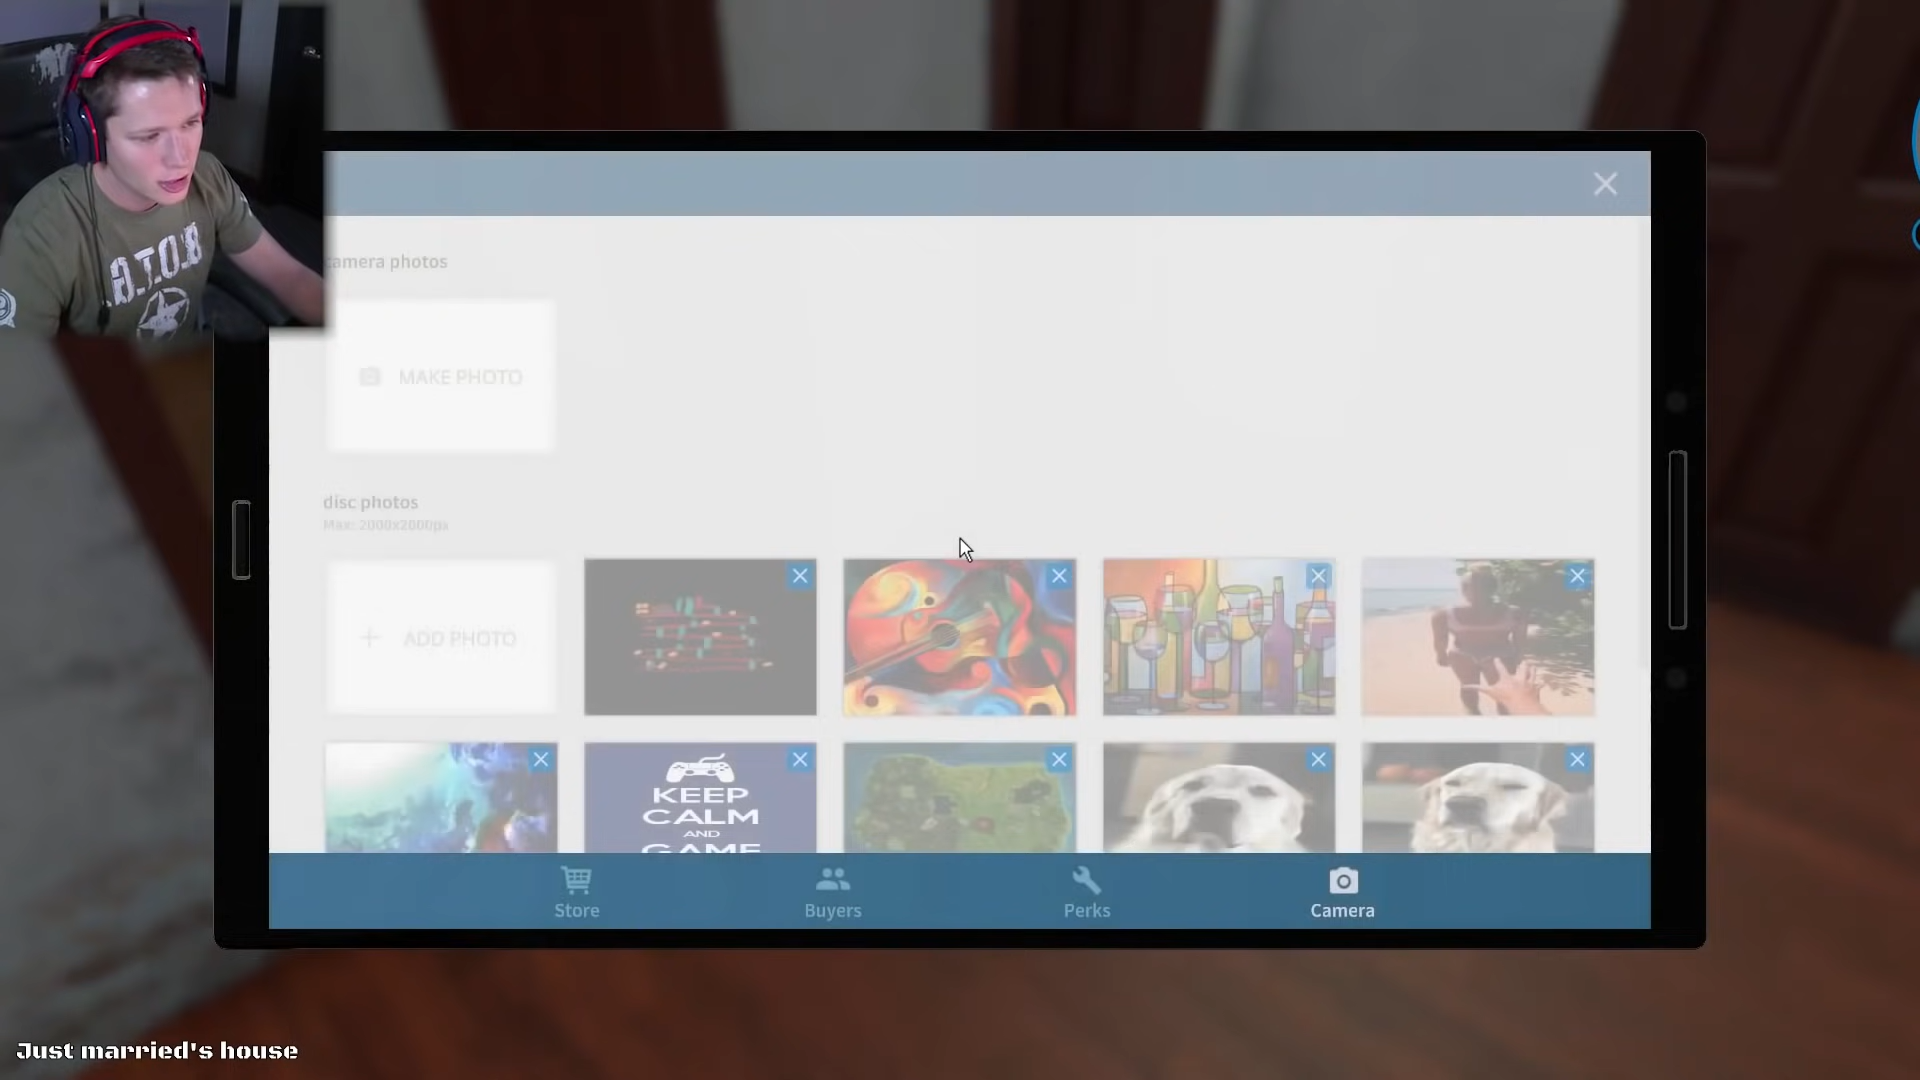 B.T.O.B.
camera photos
MAKE PHOTO
disc photos
Max: 2000x2000px
ADD PHOTO
KEEP
CALM
AND
GAME
Store
Buyers
Perks
Camera
Just married's house